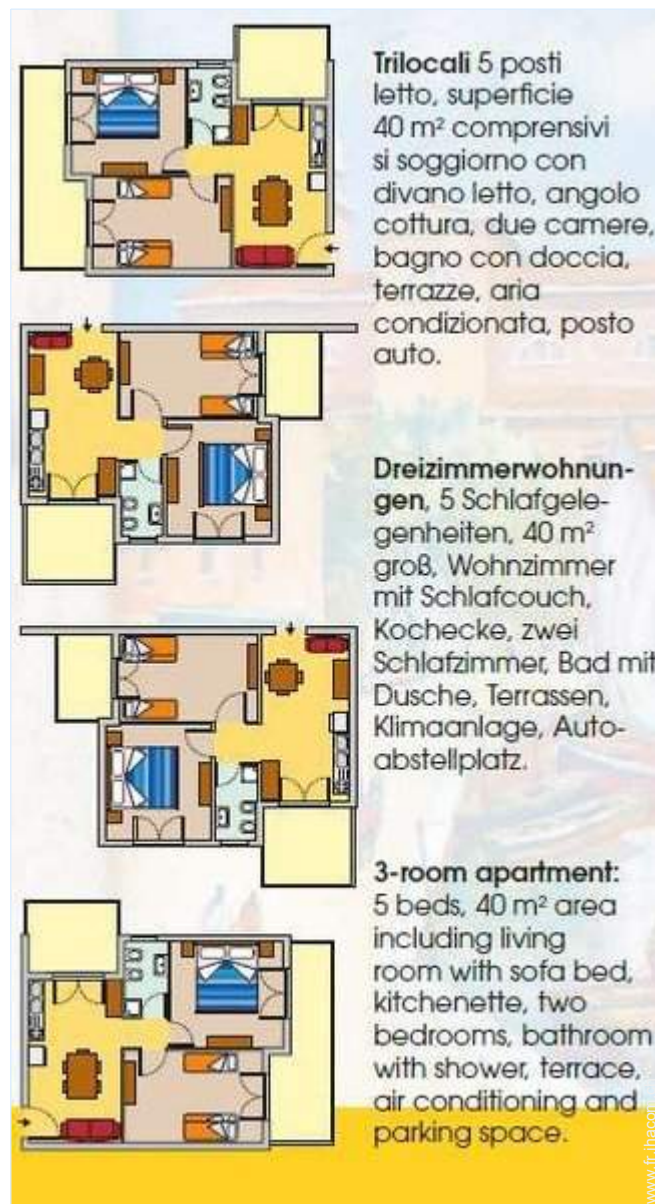 Trilocali 5 posti
letto, superficie
40 m² comprensivi
si soggiorno con
divano letto, angolo
cottura, due camere,
bagno con doccia,
terrazze, aria
condizionata, posto
auto.
Dreizimmerwohnun-
gen, 5 Schlafgele-
genheiten, 40 m²
groß, Wohnzimmer
mit Schlafcouch,
Kochecke, zwei
Schlafzimmer, Bad mit
Dusche, Terrassen,
Klimaanlage, Auto-
abstellplatz.
3-room apartment:
5 beds, 40 m² area
including living
room with sofa bed,
kitchenette, two
bedrooms, bathroom
with shower, terrace,
air conditioning and
parking space.